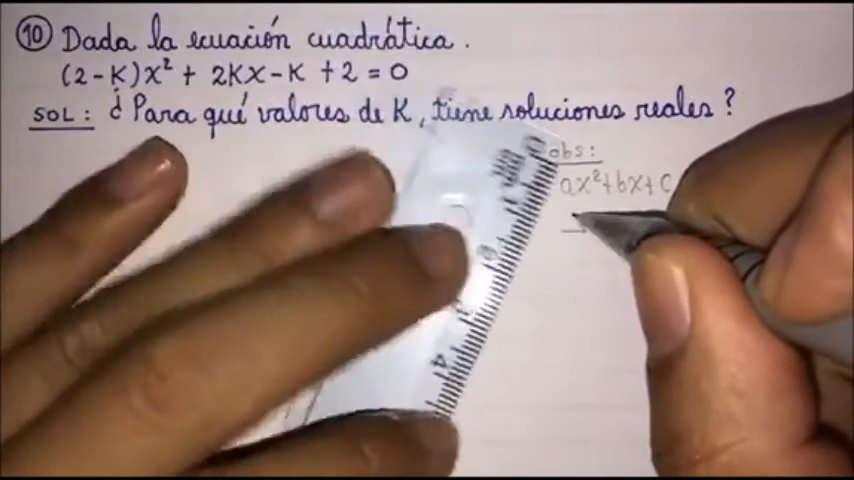 10 Dada la ecuación cuadrática.
(2-K)x² + 2Kx - K + 2 = 0
SOL: ¿Para qué valores de K, tiene soluciones reales?
obs:
ax²+bx+c